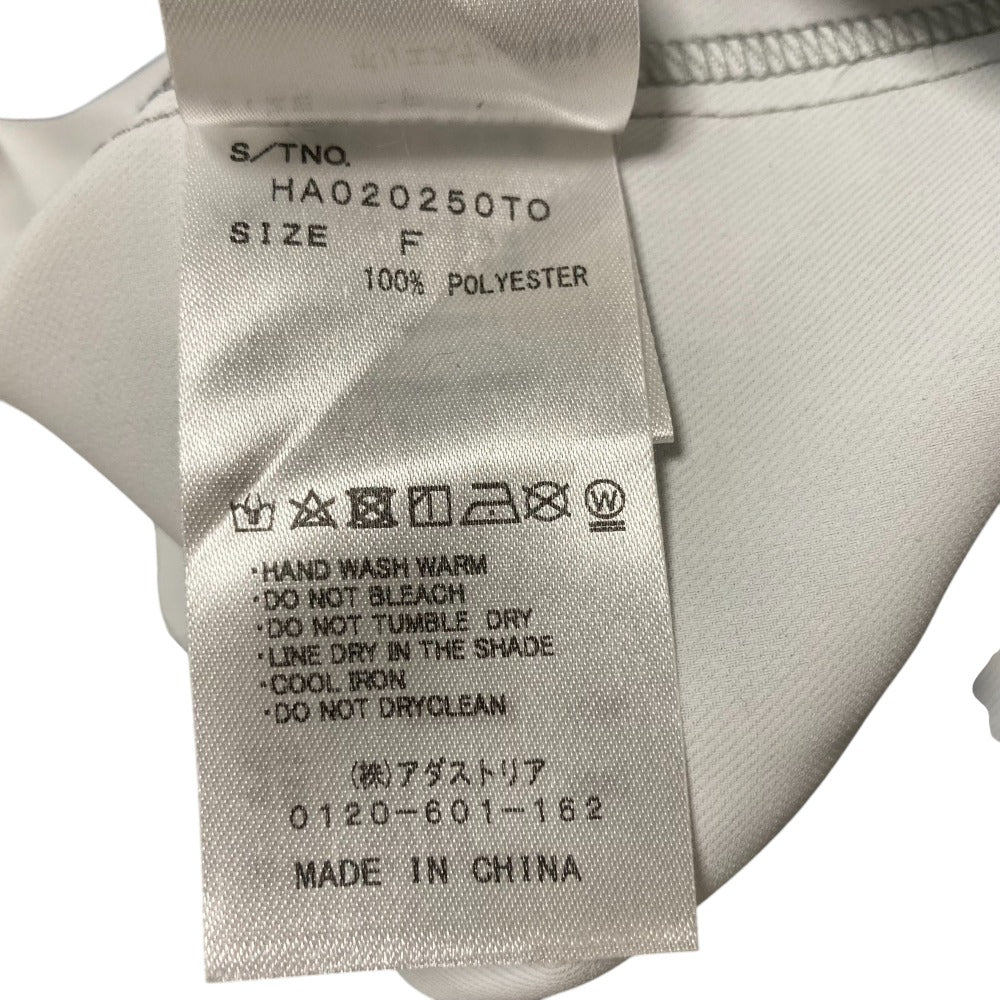 S/TNO.
HA020250TO
SIZE F
100% POLYESTER
W
・HAND WASH WARM
・DO NOT BLEACH
・DO NOT TUMBLE DRY
・LINE DRY IN THE SHADE
・COOL IRON
・DO NOT DRYCLEAN
(株)アダストリア
0120-601-162
MADE IN CHINA